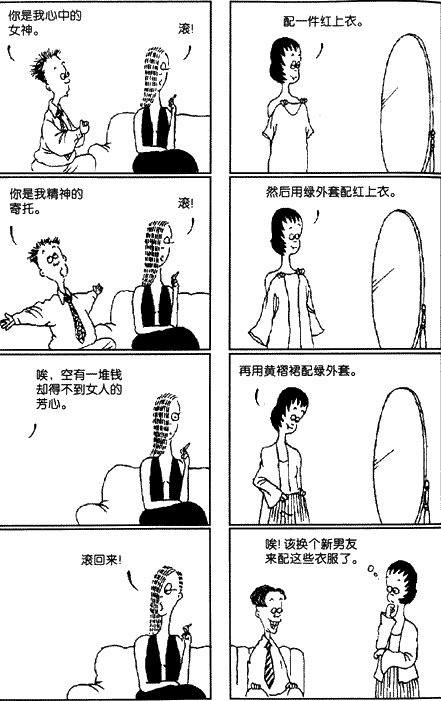 你是我心中的
女神。
滚!
你是我精神的
寄托。
滚!
唉，空有一堆钱
却得不到女人的
芳心。
滚回来!
配一件红上衣。
然后用绿外套配红上衣。
再用黄褶裙配绿外套。
唉!该换个新男友
来配这些衣服了。